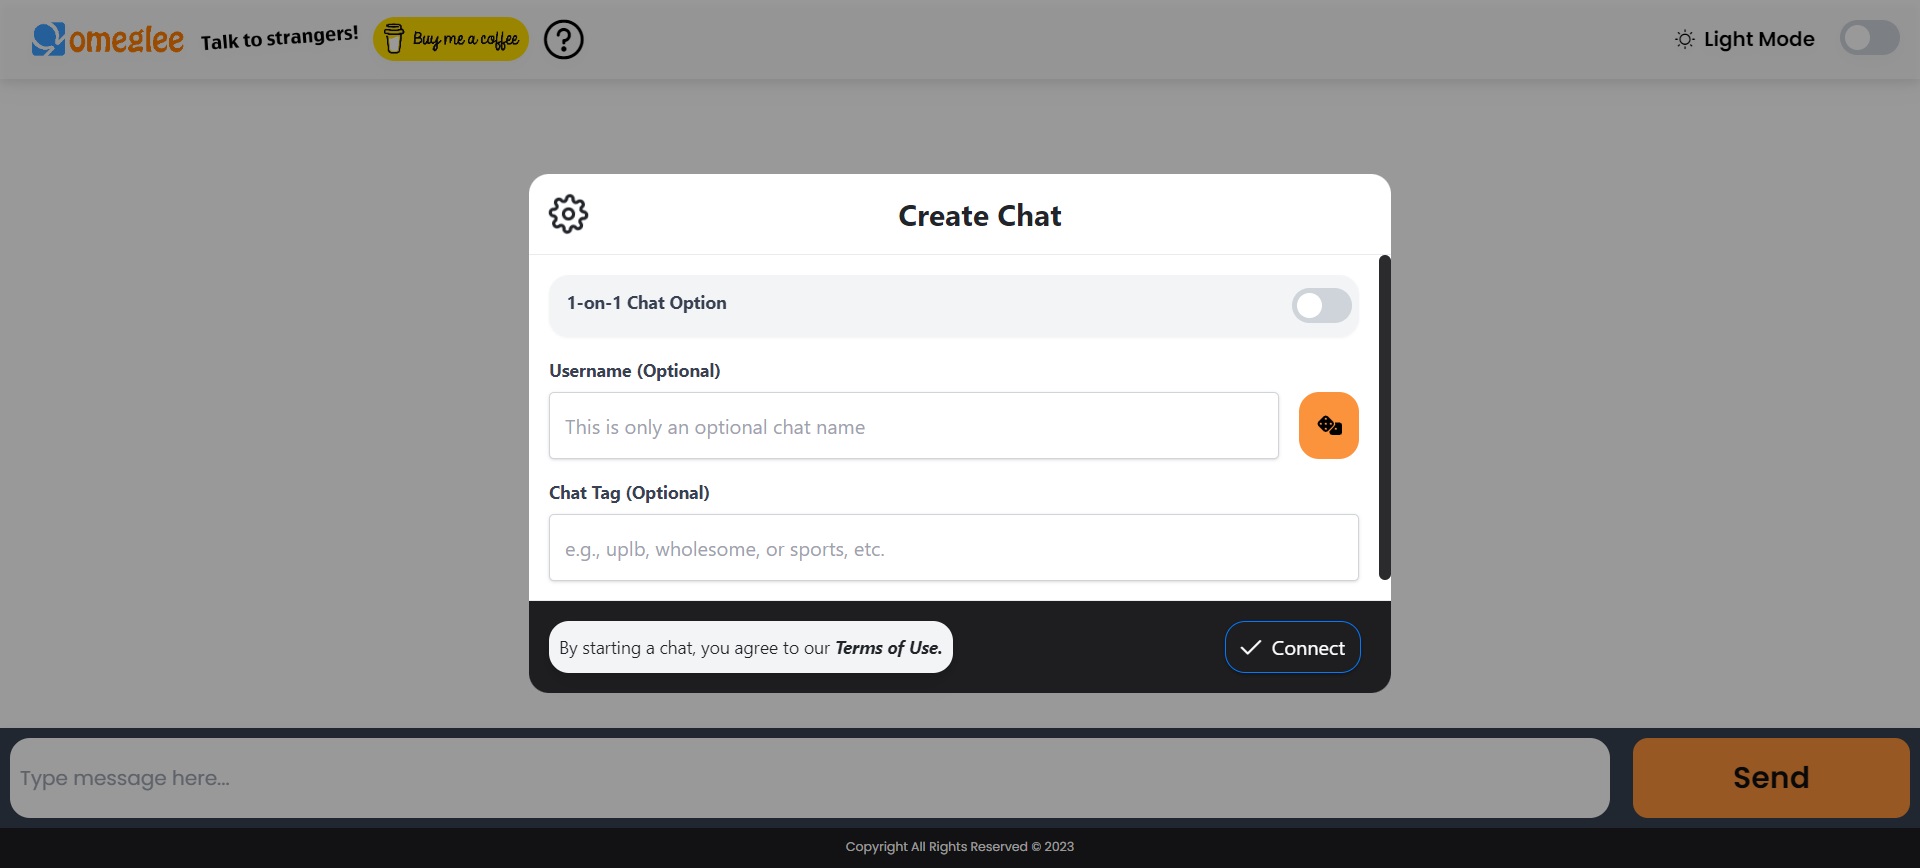 omeglee
Talk to strangers!
Buy me a coffee
?
Light Mode
Create Chat
1-on-1 Chat Option
Username (Optional)
This is only an optional chat name
Chat Tag (Optional)
e.g., uplb, wholesome, or sports, etc.
By starting a chat, you agree to our Terms of Use.
Connect
Type message here...
Send
Copyright All Rights Reserved © 2023